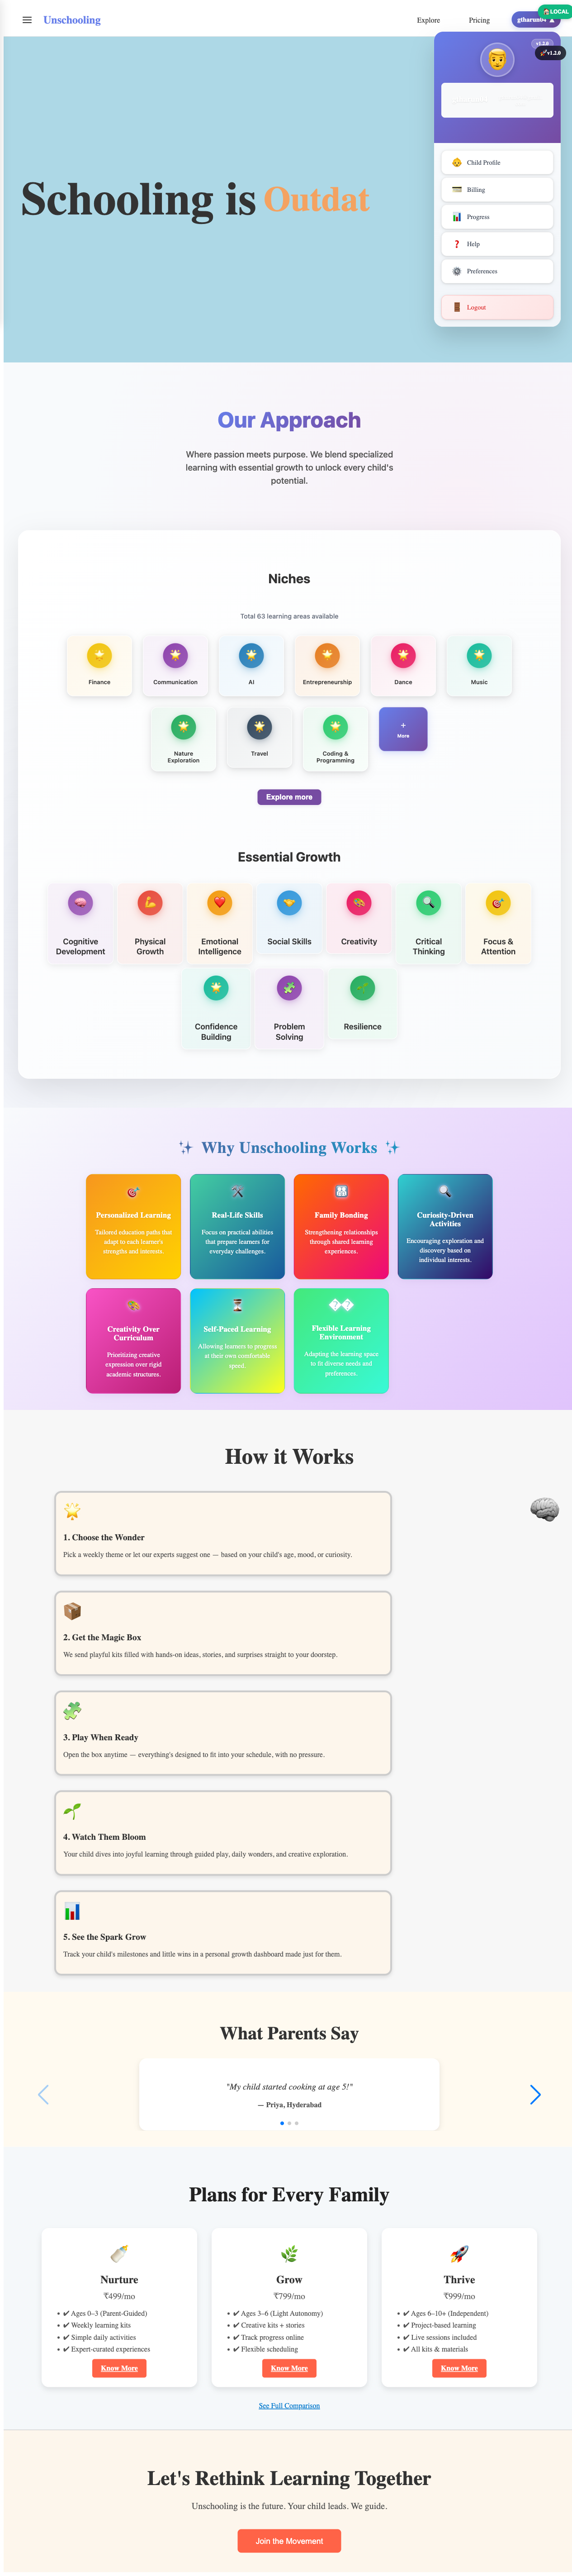 Unschooling
Explore
Pricing
LOCAL
v1.2.0
v1.2.0
Child Profile
Billing
Progress
Help
Preferences
Logout
Schooling is Outdat
Our Approach
Where passion meets purpose. We blend specialized
learning with essential growth to unlock every child's
potential.
Niches
Total 63 learning areas available
Finance
Communication
AI
Entrepreneurship
Dance
Music
Nature
Exploration
Travel
Coding &
Programming
+
More
Explore more
Essential Growth
Cognitive
Development
Physical
Growth
Emotional
Intelligence
Social Skills
Creativity
Critical
Thinking
Focus &
Attention
Confidence
Building
Problem
Solving
Resilience
✨ Why Unschooling Works ✨
Personalized Learning
Tailored education paths that
adapt to each learner's
strengths and interests.
Real-Life Skills
Focus on practical abilities
that prepare learners for
everyday challenges.
Family Bonding
Strengthening relationships
through shared learning
experiences.
Curiosity-Driven
Activities
Encouraging exploration and
discovery based on
individual interests.
Creativity Over
Curriculum
Prioritizing creative
expression over rigid
academic structures.
Self-Paced Learning
Allowing learners to progress
at their own comfortable
speed.
��
Flexible Learning
Environment
Adapting the learning space
to fit diverse needs and
preferences.
How it Works
1. Choose the Wonder
Pick a weekly theme or let our experts suggest one — based on your child's age, mood, or curiosity.
2. Get the Magic Box
We send playful kits filled with hands-on ideas, stories, and surprises straight to your doorstep.
3. Play When Ready
Open the box anytime — everything's designed to fit into your schedule, with no pressure.
4. Watch Them Bloom
Your child dives into joyful learning through guided play, daily wonders, and creative exploration.
5. See the Spark Grow
Track your child's milestones and little wins in a personal growth dashboard made just for them.
What Parents Say
"My child started cooking at age 5!"
— Priya, Hyderabad
Plans for Every Family
Nurture
₹499/mo
• ✔ Ages 0–3 (Parent-Guided)
• ✔ Weekly learning kits
• ✔ Simple daily activities
• ✔ Expert-curated experiences
Know More
Grow
₹799/mo
• ✔ Ages 3–6 (Light Autonomy)
• ✔ Creative kits + stories
• ✔ Track progress online
• ✔ Flexible scheduling
Know More
Thrive
₹999/mo
• ✔ Ages 6–10+ (Independent)
• ✔ Project-based learning
• ✔ Live sessions included
• ✔ All kits & materials
Know More
See Full Comparison
Let's Rethink Learning Together
Unschooling is the future. Your child leads. We guide.
Join the Movement